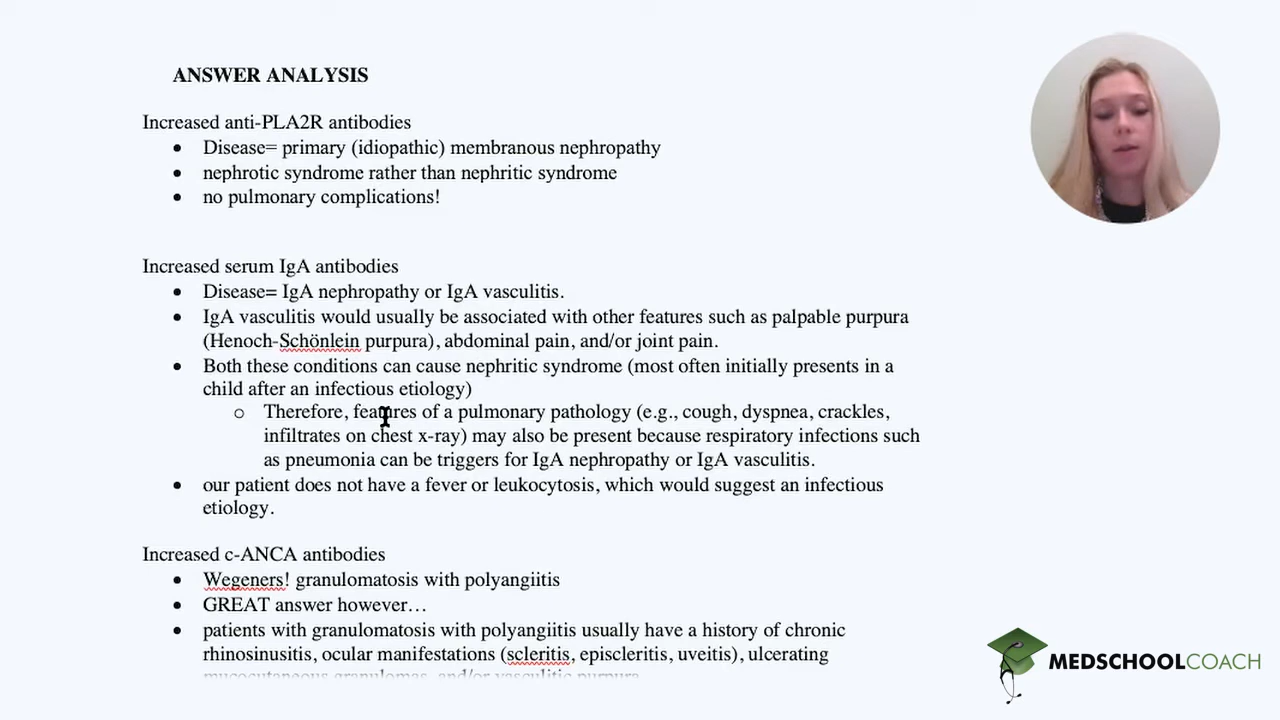 ANSWER ANALYSIS
Increased anti-PLA2R antibodies
• Disease= primary (idiopathic) membranous nephropathy
• nephrotic syndrome rather than nephritic syndrome
• no pulmonary complications!
Increased serum IgA antibodies
• Disease= IgA nephropathy or IgA vasculitis.
• IgA vasculitis would usually be associated with other features such as palpable purpura
(Henoch-Schönlein purpura), abdominal pain, and/or joint pain.
• Both these conditions can cause nephritic syndrome (most often initially presents in a
child after an infectious etiology)
o Therefore, features of a pulmonary pathology (e.g., cough, dyspnea, crackles,
infiltrates on chest x-ray) may also be present because respiratory infections such
as pneumonia can be triggers for IgA nephropathy or IgA vasculitis.
• our patient does not have a fever or leukocytosis, which would suggest an infectious
etiology.
Increased c-ANCA antibodies
• Wegeners! granulomatosis with polyangiitis
• GREAT answer however…
• patients with granulomatosis with polyangiitis usually have a history of chronic
rhinosinusitis, ocular manifestations (scleritis, episcleritis, uveitis), ulcerating
mucocutaneous granulomas, and/or vasculitic purpura
MEDSCHOOLCOACH